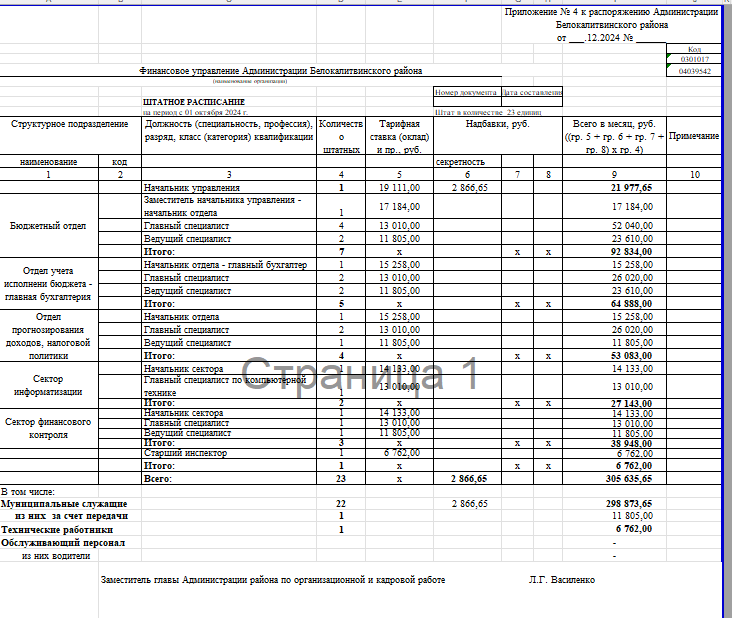 Приложение № 4 к распоряжению Администрации
Белокалитвинского района
от ___.12.2024 № ______
Код
0301017
Финансовое управление Администрации Белокалитвинского района 04039542
(наименование организации)
Номер документа Дата составления
ШТАТНОЕ РАСПИСАНИЕ
на период с 01 октября 2024 г. Штат в количестве 23 единиц
Структурное подразделение Должность (специальность, профессия), разряд, класс (категория) квалификации Количество штатных Тарифная ставка (оклад) и пр., руб. Надбавки, руб. Всего в месяц, руб. ((гр. 5 + гр. 6 + гр. 7 + гр. 8) х гр. 4) Примечание
наименование код секретность
1 2 3 4 5 6 7 8 9 10
Начальник управления 1 19 111,00 2 866,65 21 977,65
Бюджетный отдел
Заместитель начальника управления - начальник отдела 1 17 184,00 17 184,00
Главный специалист 4 13 010,00 52 040,00
Ведущий специалист 2 11 805,00 23 610,00
Итого: 7 х х х 92 834,00
Отдел учета исполнени бюджета - главная бухгалтерия
Начальник отдела - главный бухгалтер 1 15 258,00 15 258,00
Главный специалист 2 13 010,00 26 020,00
Ведущий специалист 2 11 805,00 23 610,00
Итого: 5 х х х 64 888,00
Отдел прогнозирования доходов, налоговой политики
Начальник отдела 1 15 258,00 15 258,00
Главный специалист 2 13 010,00 26 020,00
Ведущий специалист 1 11 805,00 11 805,00
Итого: 4 х х х 53 083,00
Страница 1
Сектор информатизации
Начальник сектора 1 14 133,00 14 133,00
Главный специалист по компьютерной технике 1 13 010,00 13 010,00
Итого: 2 х х х 27 143,00
Сектор финансового контроля
Начальник сектора 1 14 133,00 14 133,00
Главный специалист 1 13 010,00 13 010,00
Ведущий специалист 1 11 805,00 11 805,00
Итого: 3 х х х 38 948,00
Старший инспектор 1 6 762,00 6 762,00
Итого: 1 х х х 6 762,00
Всего: 23 х 2 866,65 305 635,65
В том числе:
Муниципальные служащие 22 2 866,65 298 873,65
из них за счет передачи 1 11 805,00
Технические работники 1 6 762,00
Обслуживающий персонал -
из них водители -
Заместитель главы Администрации района по организационной и кадровой работе Л.Г. Василенко